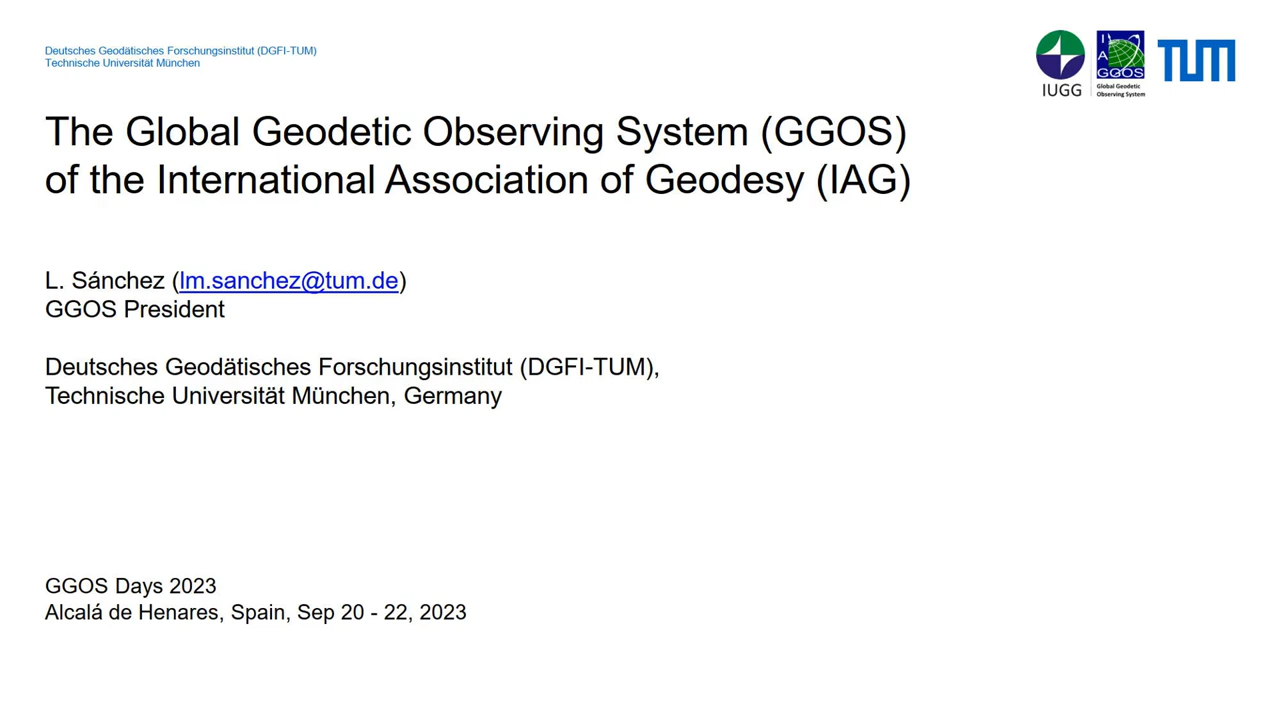 Deutsches Geodätisches Forschungsinstitut (DGFI-TUM)
Technische Universität München
IUGG
I
A
GGOS
Global Geodetic
Observing System
TUM
The Global Geodetic Observing System (GGOS)
of the International Association of Geodesy (IAG)
L. Sánchez (lm.sanchez@tum.de)
GGOS President
Deutsches Geodätisches Forschungsinstitut (DGFI-TUM),
Technische Universität München, Germany
GGOS Days 2023
Alcalá de Henares, Spain, Sep 20 - 22, 2023